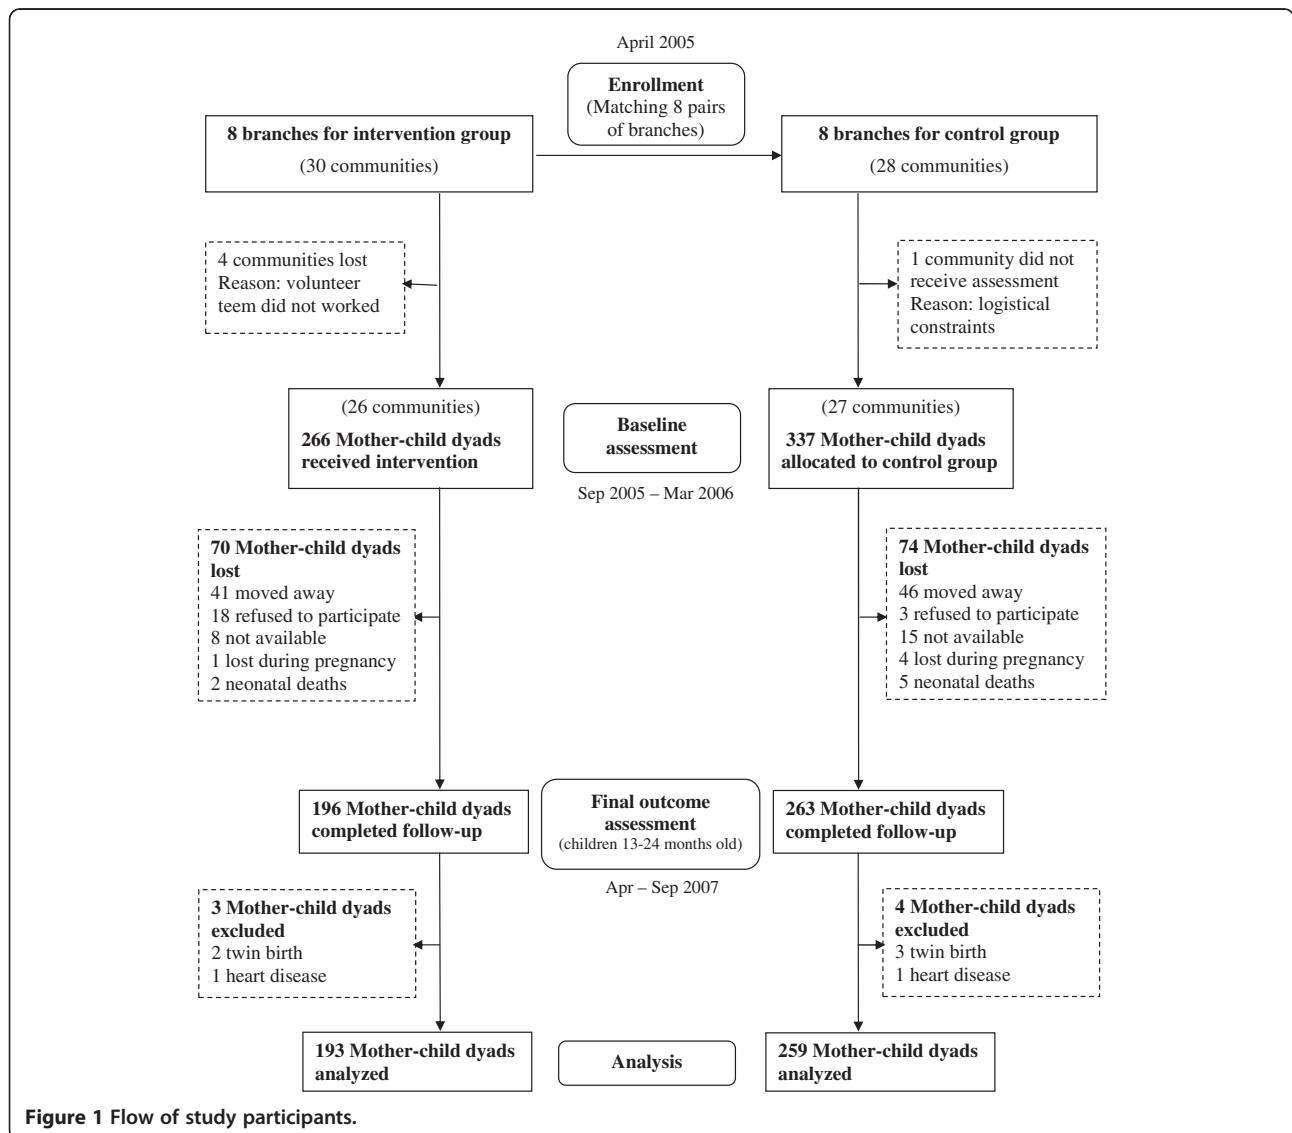 April 2005
Enrollment
(Matching 8 pairs
of branches)
8 branches for intervention group
(30 communities)
8 branches for control group
(28 communities)
4 communities lost
Reason: volunteer
teem did not worked
1 community did not
receive assessment
Reason: logistical
constraints
(26 communities)
266 Mother-child dyads
received intervention
Baseline
assessment
Sep 2005 – Mar 2006
(27 communities)
337 Mother-child dyads
allocated to control group
70 Mother-child dyads
lost
41 moved away
18 refused to participate
8 not available
1 lost during pregnancy
2 neonatal deaths
74 Mother-child dyads
lost
46 moved away
3 refused to participate
15 not available
4 lost during pregnancy
5 neonatal deaths
196 Mother-child dyads
completed follow-up
Final outcome
assessment
(children 13-24 months old)
Apr – Sep 2007
263 Mother-child dyads
completed follow-up
3 Mother-child dyads
excluded
2 twin birth
1 heart disease
4 Mother-child dyads
excluded
3 twin birth
1 heart disease
193 Mother-child dyads
analyzed
Analysis
259 Mother-child dyads
analyzed
Figure 1 Flow of study participants.